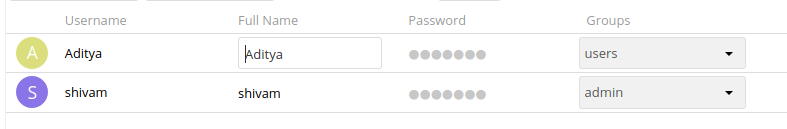 Username Full Name Password Groups
A Aditya Aditya ●●●●●●● users
S shivam shivam ●●●●●●● admin